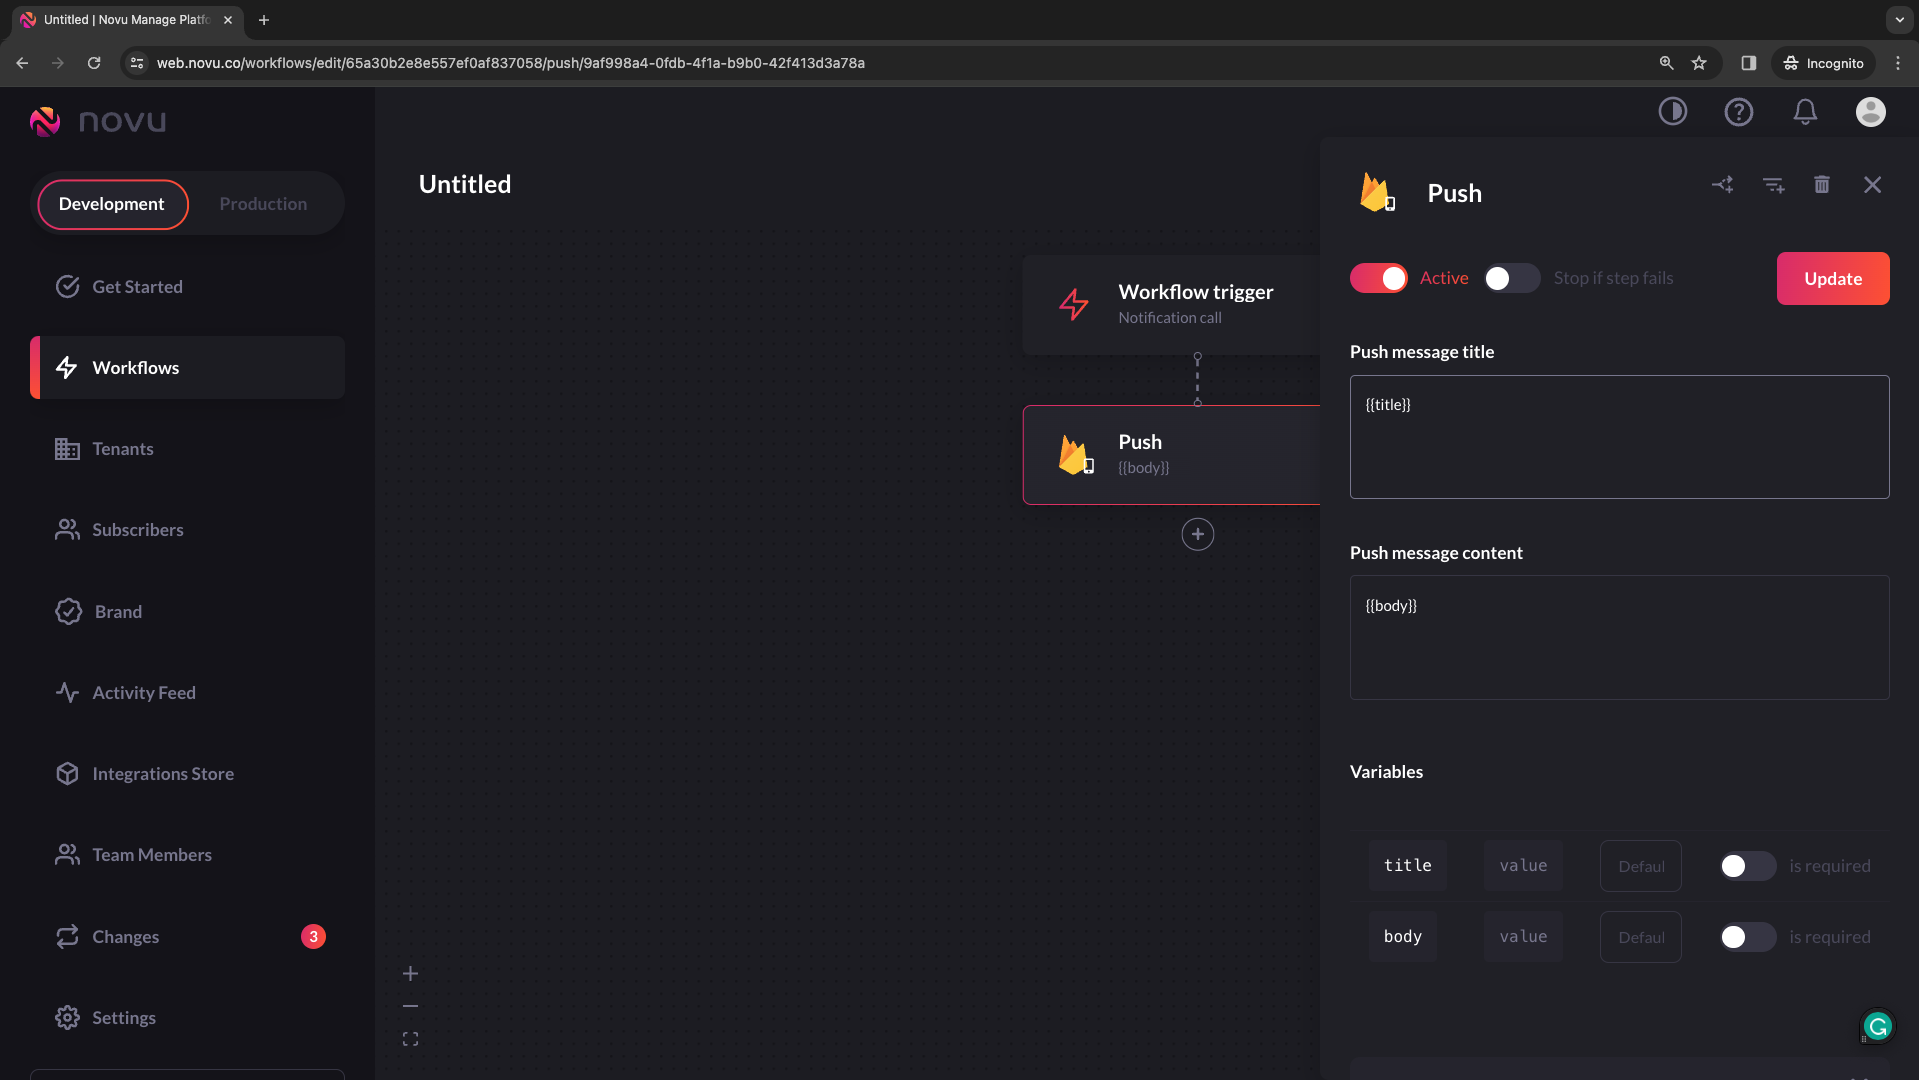 Untitled | Novu Manage Platfo
web.novu.co/workflows/edit/65a30b2e8e557ef0af837058/push/9af998a4-0fdb-4f1a-b9b0-42f413d3a78a
Incognito
novu
Development
Production
Get Started
Workflows
Tenants
Subscribers
Brand
Activity Feed
Integrations Store
Team Members
Changes
3
Settings
Untitled
Workflow trigger
Notification call
Push
{{body}}
Push
Active
Stop if step fails
Update
Push message title
{{title}}
Push message content
{{body}}
Variables
title value Defaul is required
body value Defaul is required